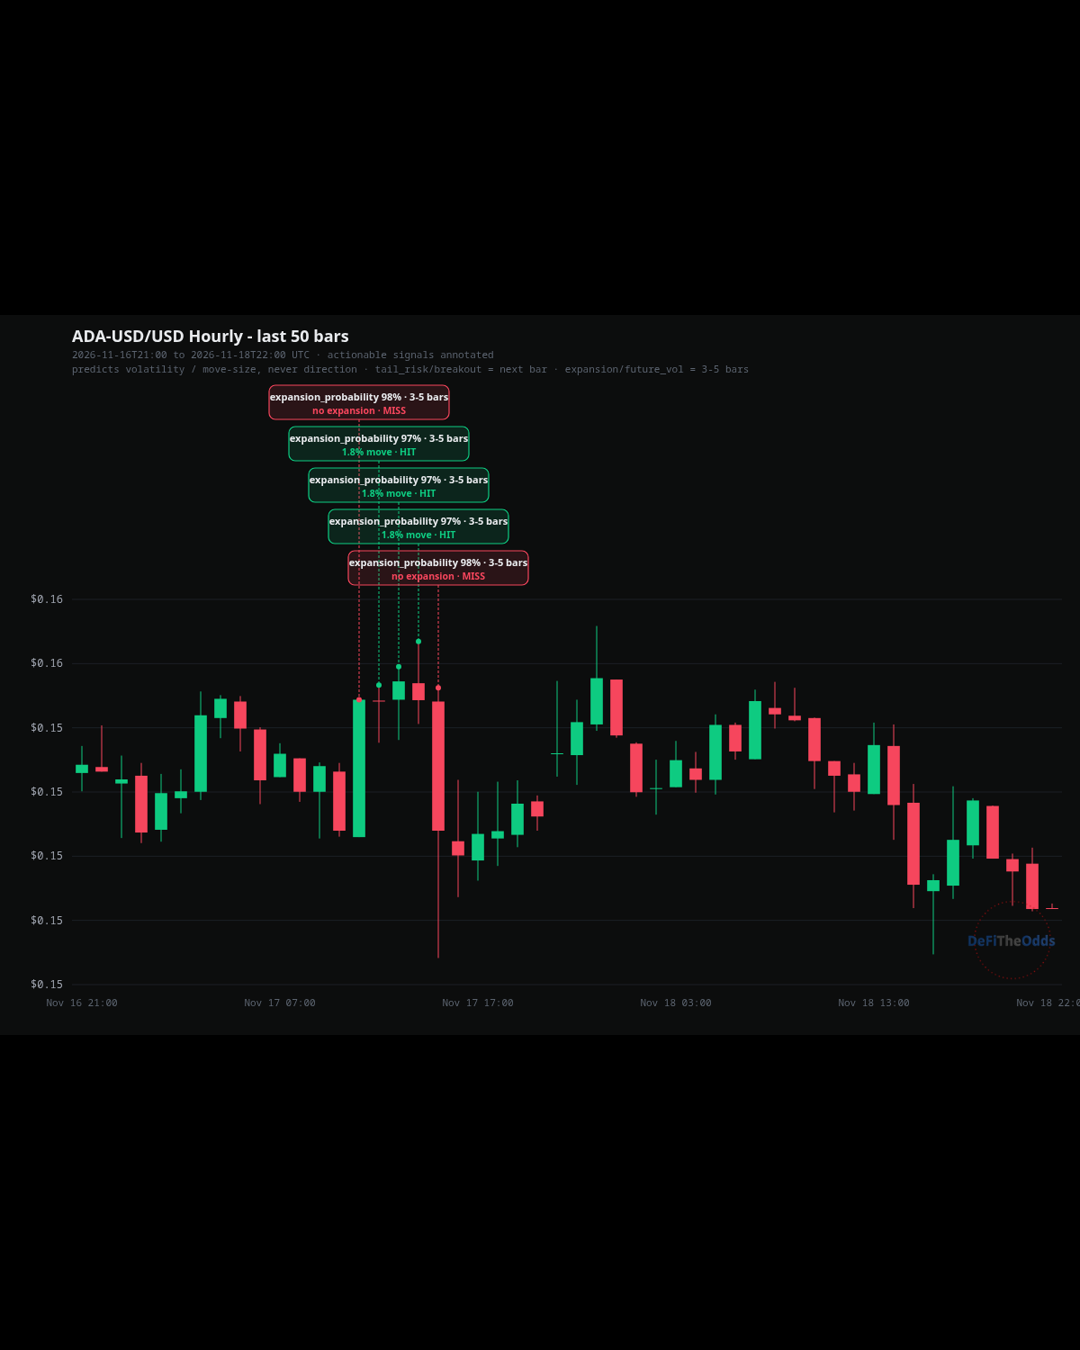 ADA-USD/USD Hourly - last 50 bars
2026-11-16T21:00 to 2026-11-18T22:00 UTC · actionable signals annotated
predicts volatility / move-size, never direction · tail_risk/breakout = next bar · expansion/future_vol = 3-5 bars
expansion_probability 98% · 3-5 bars
no expansion · MISS
expansion_probability 97% · 3-5 bars
1.8% move · HIT
expansion_probability 97% · 3-5 bars
1.8% move · HIT
expansion_probability 97% · 3-5 bars
1.8% move · HIT
expansion_probability 98% · 3-5 bars
no expansion · MISS
$0.16
$0.16
$0.15
$0.15
$0.15
$0.15
$0.15
DeFiTheOdds
Nov 16 21:00 Nov 17 07:00 Nov 17 17:00 Nov 18 03:00 Nov 18 13:00 Nov 18 22:0